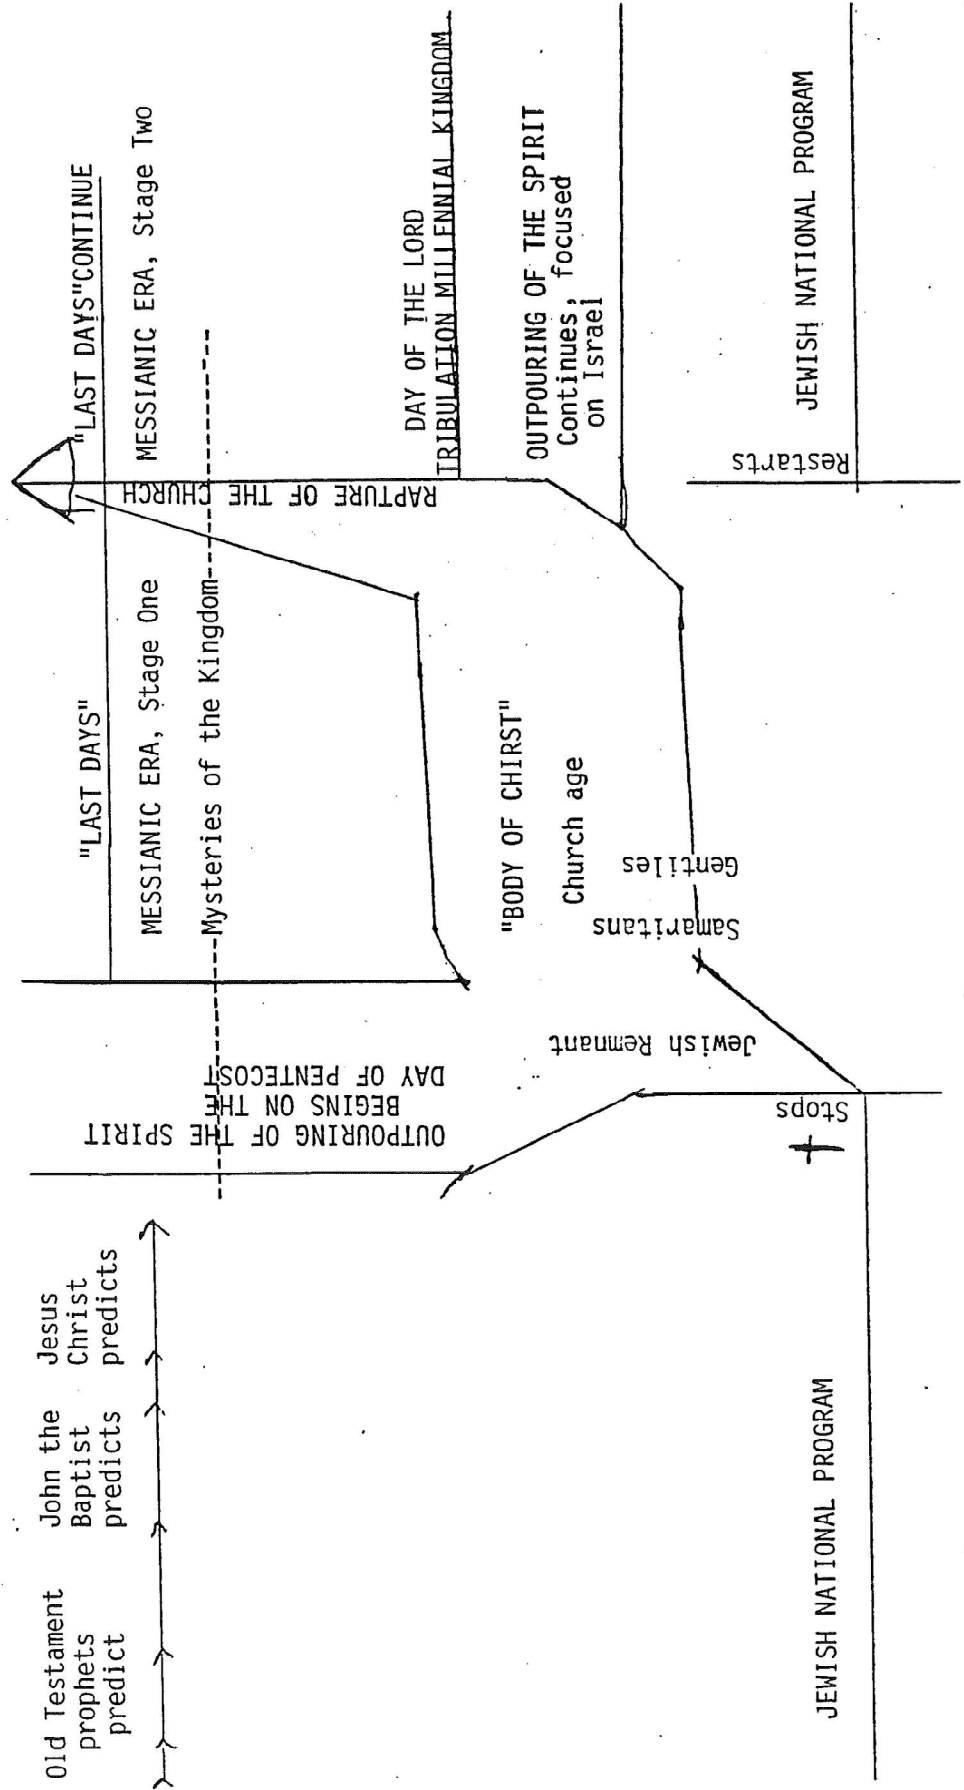 Old Testament
prophets
predict
John the
Baptist
predicts
Jesus
Christ
predicts
OUTPOURING OF THE SPIRIT
BEGINS ON THE
DAY OF PENTECOST
"LAST DAYS"
MESSIANIC ERA, Stage One
Mysteries of the Kingdom
"LAST DAYS"CONTINUE
MESSIANIC ERA, Stage Two
RAPTURE OF THE CHURCH
DAY OF THE LORD
TRIBULATION MILLENNIAL KINGDOM
"BODY OF CHIRST"
Church age
OUTPOURING OF THE SPIRIT
Continues, focused
on Israel
Jewish Remnant
Samaritans
Gentiles
JEWISH NATIONAL PROGRAM
Stops
Restarts
JEWISH NATIONAL PROGRAM